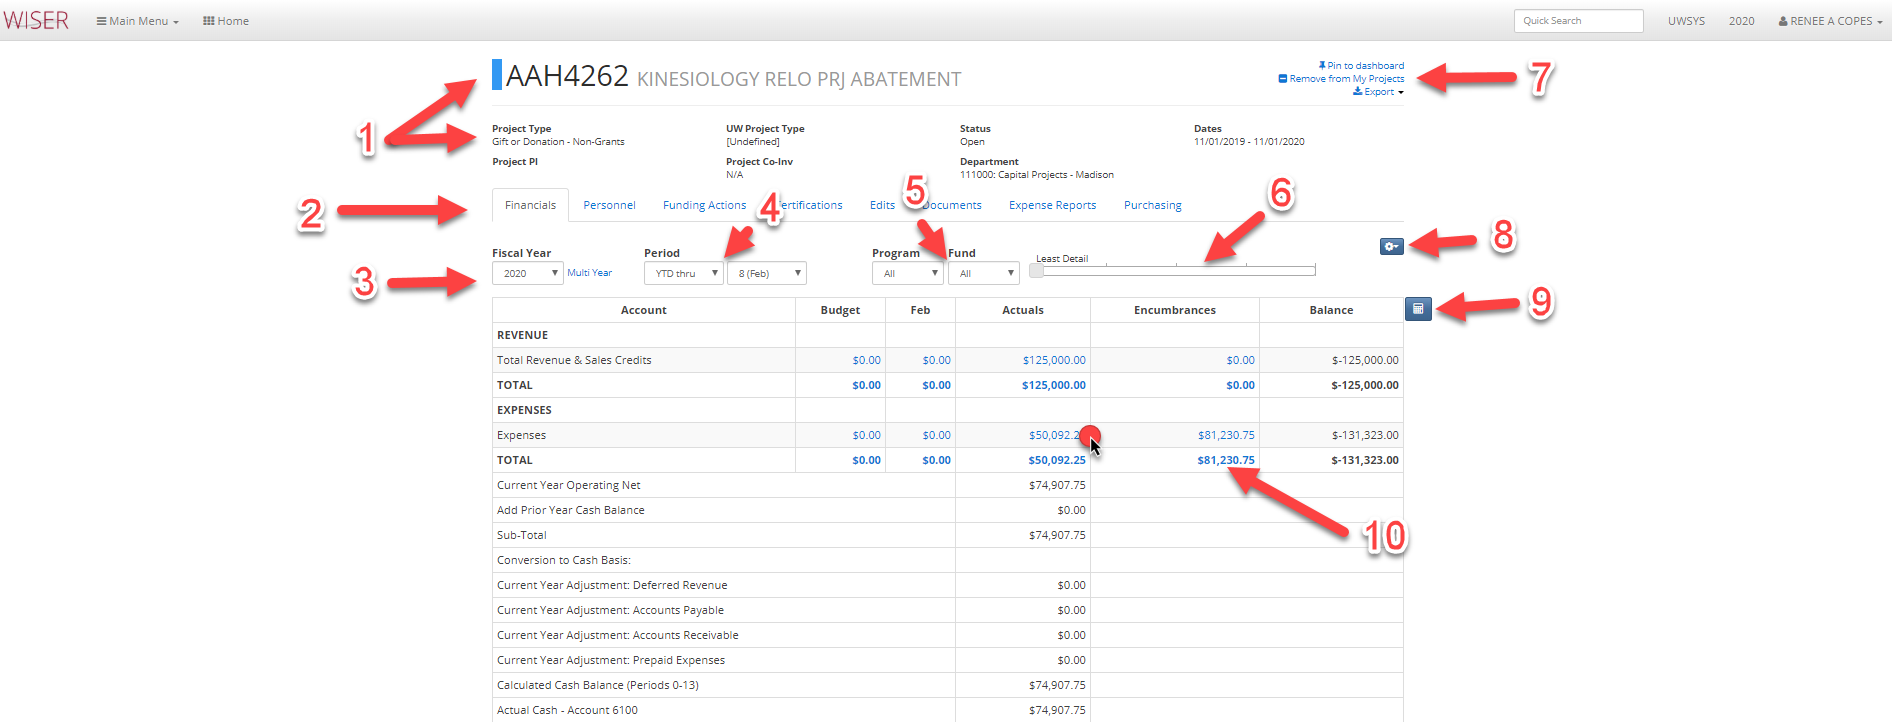 WISER Main Menu Home Quick Search UWSYS 2020 RENEE A COPES
AAH4262 KINESIOLOGY RELO PRJ ABATEMENT
Pin to dashboard
Remove from My Projects
Export
7
1
Project Type UW Project Type Status Dates
Gift or Donation - Non-Grants [Undefined] Open 11/01/2019 - 11/01/2020
Project PI Project Co-Inv Department
N/A 111000: Capital Projects - Madison
2 4 5 6
Financials Personnel Funding Actions ertifications Edits ocuments Expense Reports Purchasing
8
Fiscal Year Period Program Fund Least Detail
3 2020 Multi Year YTD thru 8 (Feb) All All
9
Account Budget Feb Actuals Encumbrances Balance
REVENUE
Total Revenue & Sales Credits $0.00 $0.00 $125,000.00 $0.00 $-125,000.00
TOTAL $0.00 $0.00 $125,000.00 $0.00 $-125,000.00
EXPENSES
Expenses $0.00 $0.00 $50,092.2 $81,230.75 $-131,323.00
TOTAL $0.00 $0.00 $50,092.25 $81,230.75 $-131,323.00
Current Year Operating Net $74,907.75
Add Prior Year Cash Balance $0.00
10
Sub-Total $74,907.75
Conversion to Cash Basis:
Current Year Adjustment: Deferred Revenue $0.00
Current Year Adjustment: Accounts Payable $0.00
Current Year Adjustment: Accounts Receivable $0.00
Current Year Adjustment: Prepaid Expenses $0.00
Calculated Cash Balance (Periods 0-13) $74,907.75
Actual Cash - Account 6100 $74,907.75